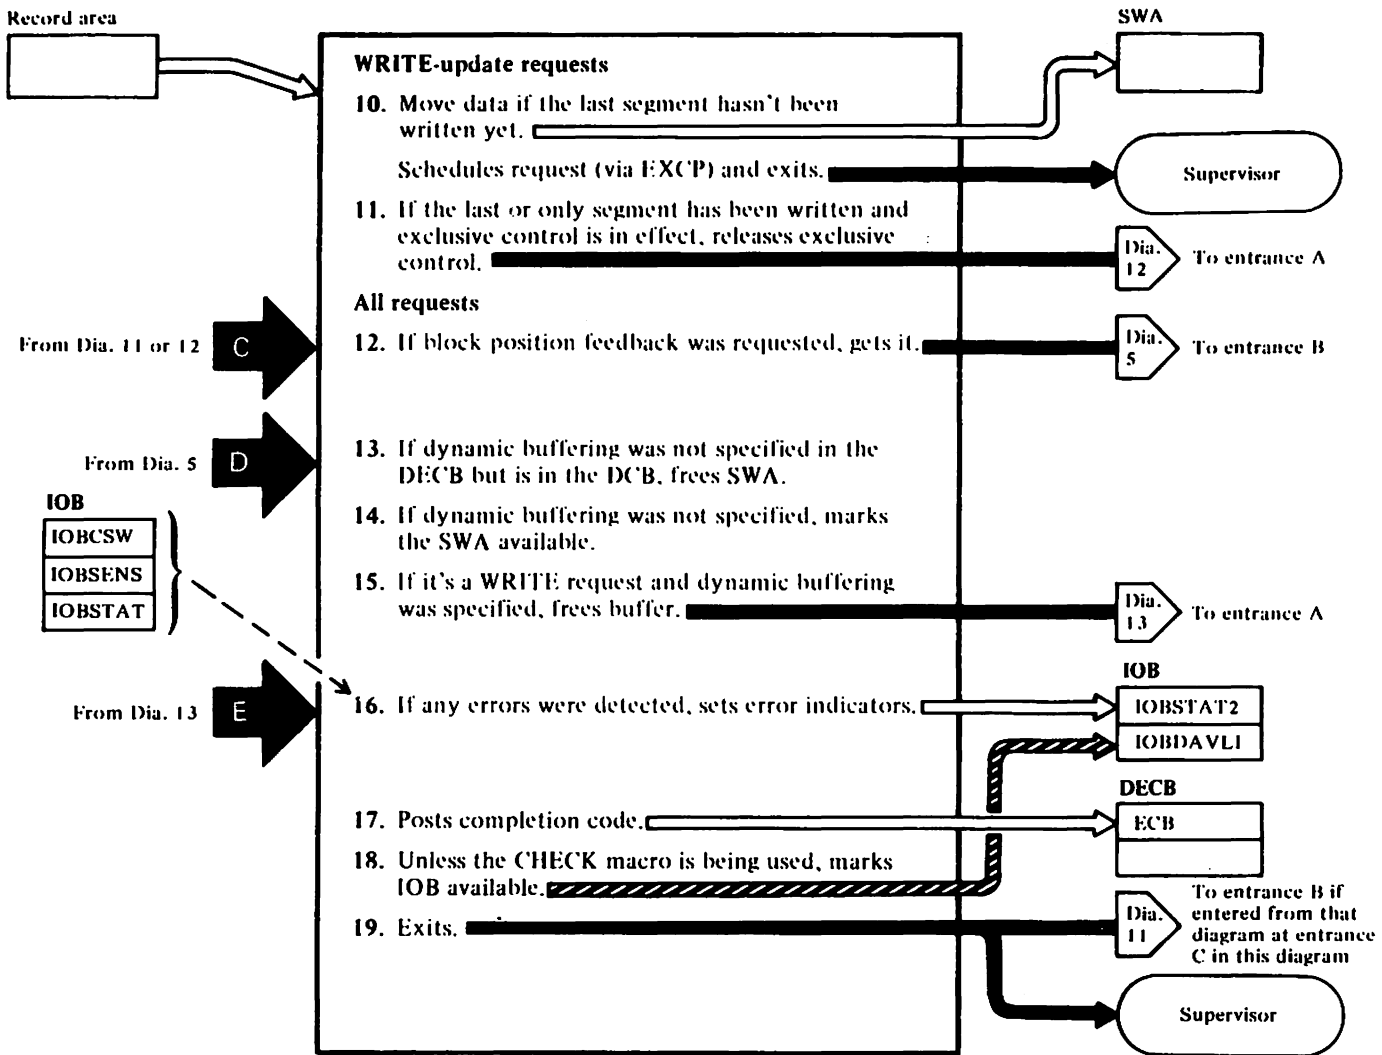 Record area
SWA
WRITE-update requests
10. Move data if the last segment hasn't been
written yet.
Schedules request (via EXCP) and exits.
Supervisor
11. If the last or only segment has been written and
exclusive control is in effect, releases exclusive
control.
Dia.
12
To entrance A
All requests
From Dia. 11 or 12
C
12. If block position feedback was requested, gets it.
Dia.
5
To entrance B
From Dia. 5
D
13. If dynamic buffering was not specified in the
DECB but is in the DCB, frees SWA.
IOB
IOBCSW
IOBSENS
IOBSTAT
14. If dynamic buffering was not specified, marks
the SWA available.
15. If it's a WRITE request and dynamic buffering
was specified, frees buffer.
Dia.
13
To entrance A
From Dia. 13
E
16. If any errors were detected, sets error indicators.
IOB
IOBSTAT2
IOBDAVLI
DECB
ECB
17. Posts completion code.
18. Unless the CHECK macro is being used, marks
IOB available.
19. Exits.
Dia.
11
To entrance B if
entered from that
diagram at entrance
C in this diagram
Supervisor